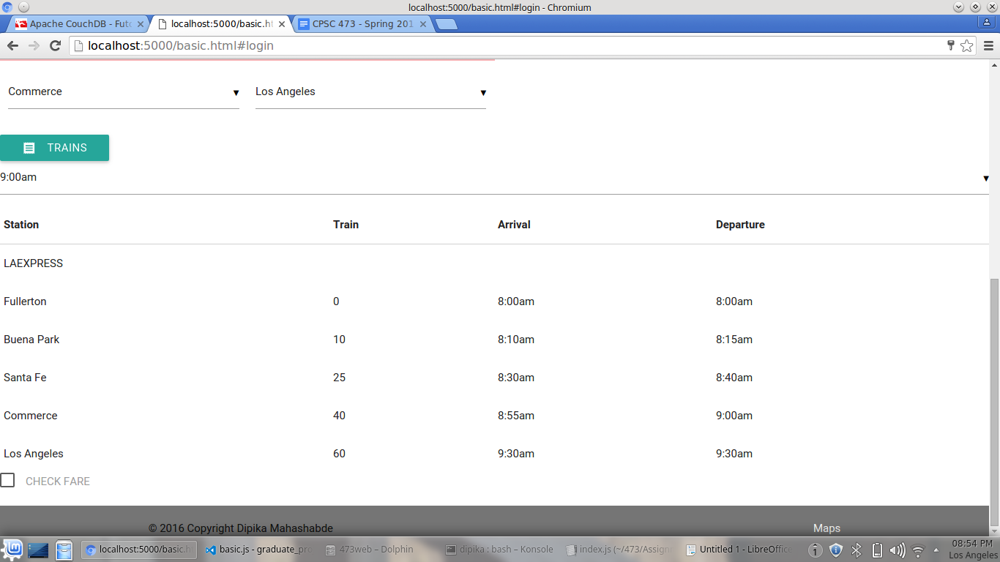 localhost:5000/basic.html#login - Chromium
Apache CouchDB - Futo
localhost:5000/basic.ht
CPSC 473 - Spring 201
localhost:5000/basic.html#login
Commerce
Los Angeles
TRAINS
9:00am
Station Train Arrival Departure
LAEXPRESS
Fullerton 0 8:00am 8:00am
Buena Park 10 8:10am 8:15am
Santa Fe 25 8:30am 8:40am
Commerce 40 8:55am 9:00am
Los Angeles 60 9:30am 9:30am
CHECK FARE
© 2016 Copyright Dipika Mahashabde Maps
localhost:5000/basic.h
basic.js - graduate_pro
473web – Dolphin
dipika : bash – Konsole
index.js (~/473/Assign
Untitled 1 - LibreOffice
1
08:54 PM
Los Angeles